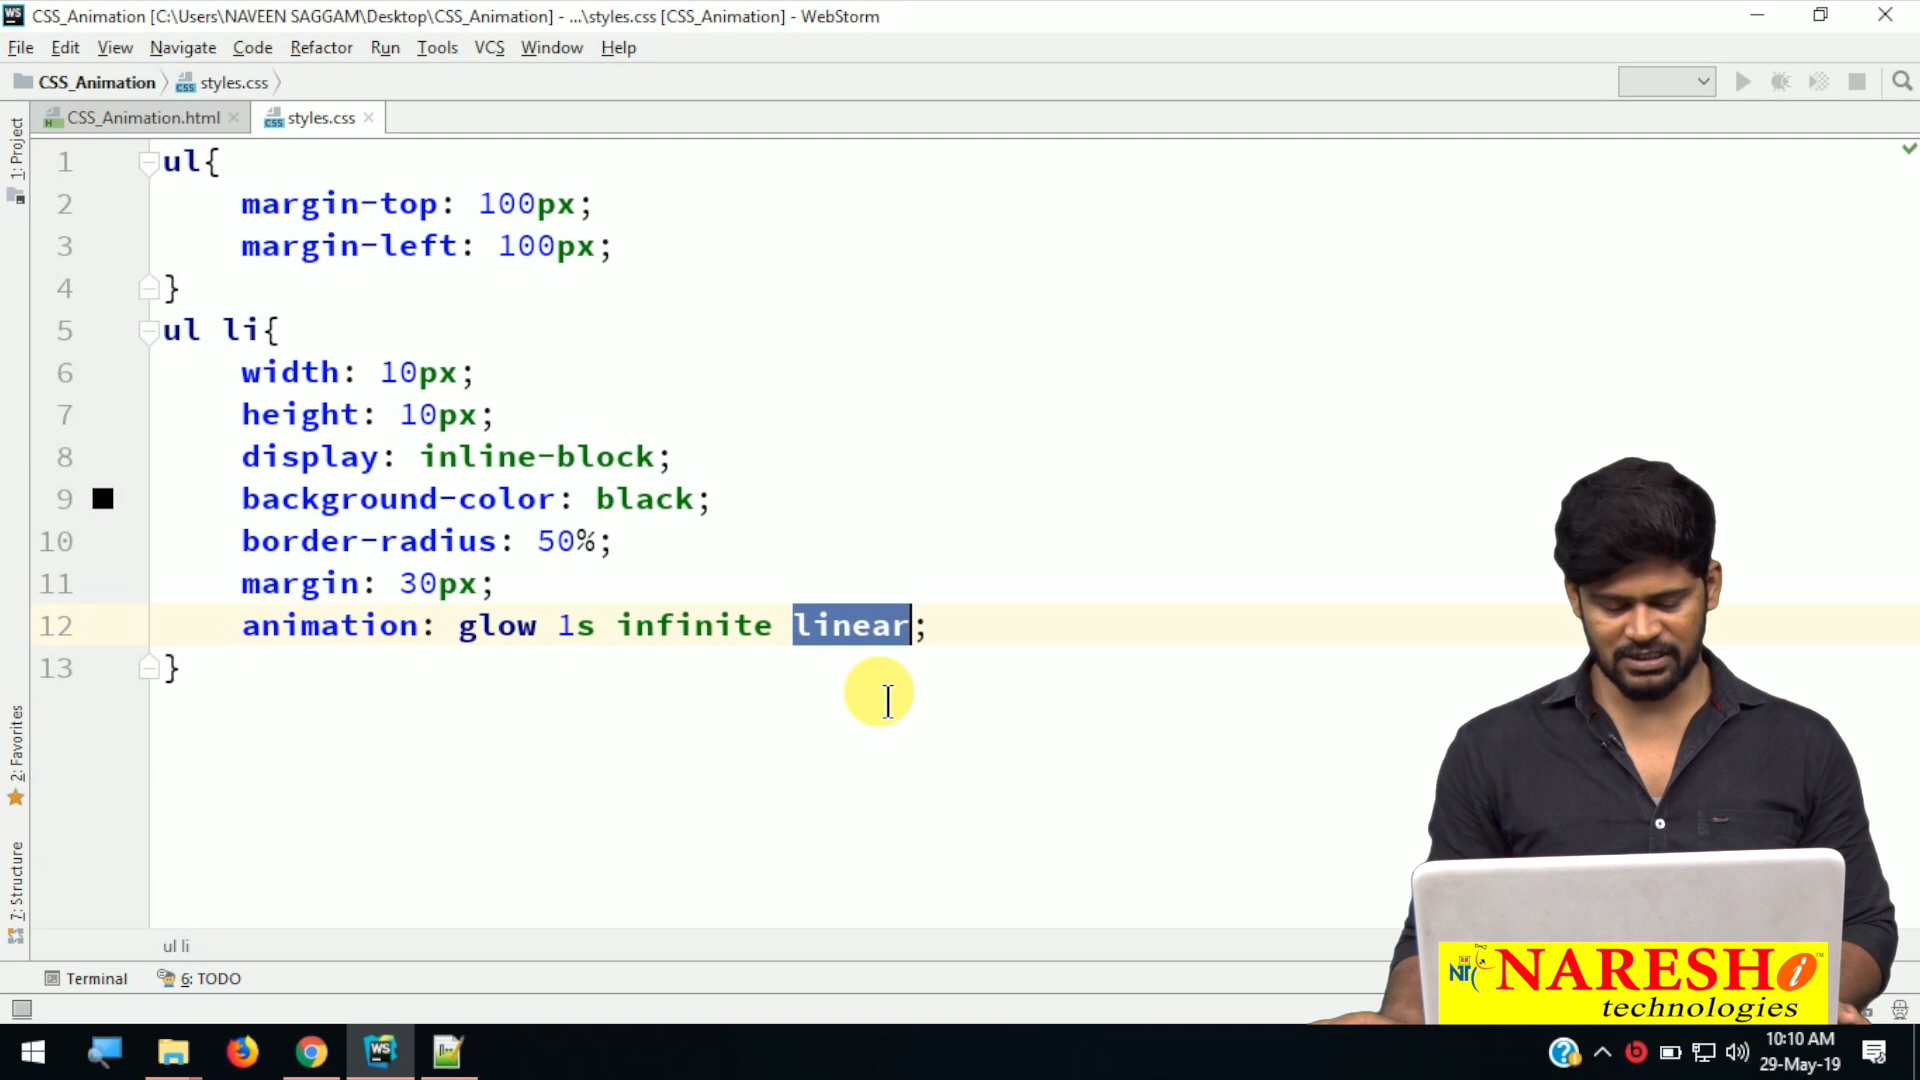 WS CSS_Animation [C:\Users\NAVEEN SAGGAM\Desktop\CSS_Animation] - ...\styles.css [CSS_Animation] - WebStorm
File Edit View Navigate Code Refactor Run Tools VCS Window Help
CSS_Animation styles.css
CSS_Animation.html styles.css
1: Project
2: Favorites
7: Structure
1 ul{
2 margin-top: 100px;
3 margin-left: 100px;
4 }
5 ul li{
6 width: 10px;
7 height: 10px;
8 display: inline-block;
9 background-color: black;
10 border-radius: 50%;
11 margin: 30px;
12 animation: glow 1s infinite linear;
13 }
ul li
Terminal 6: TODO
NARESH i
technologies
WS
10:10 AM
29-May-19